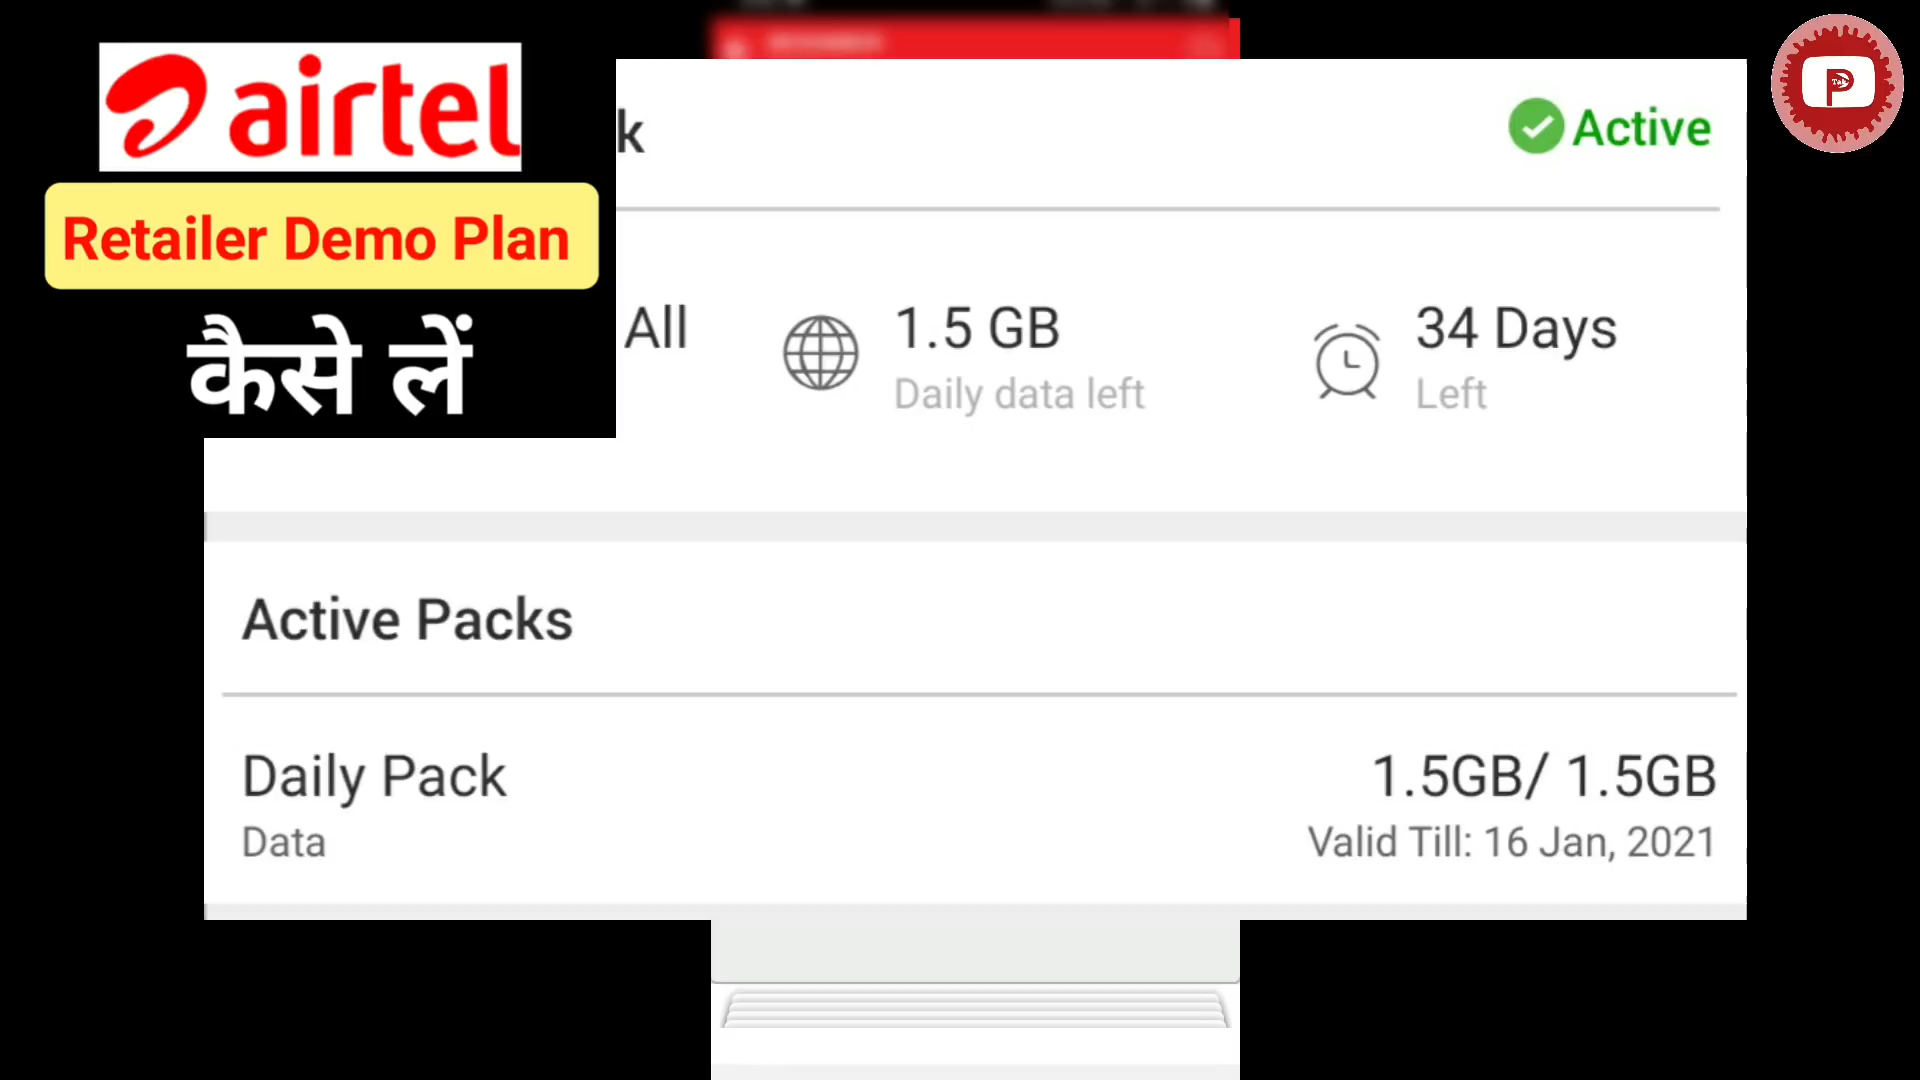 airtel
Retailer Demo Plan
कैसे लें
k
Active
All
1.5 GB
Daily data left
34 Days
Left
Active Packs
Daily Pack
1.5GB/ 1.5GB
Data
Valid Till: 16 Jan, 2021